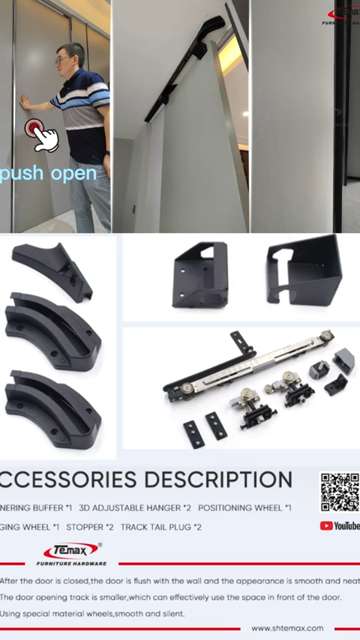 TEmax
FURNITURE HARD
push open
CCESSORIES DESCRIPTION
NERING BUFFER *1 3D ADJUSTABLE HANGER *2 POSITIONING WHEEL *1
GING WHEEL *1 STOPPER *2 TRACK TAIL PLUG *2
YouTube
TEmax
FURNITURE HARDWARE
After the door is closed,the door is flush with the wall and the appearance is smooth and neat
The door opening track is smaller,which can effectively use the space in front of the door.
Using special material wheels,smooth and silent.
www.shtemax.com